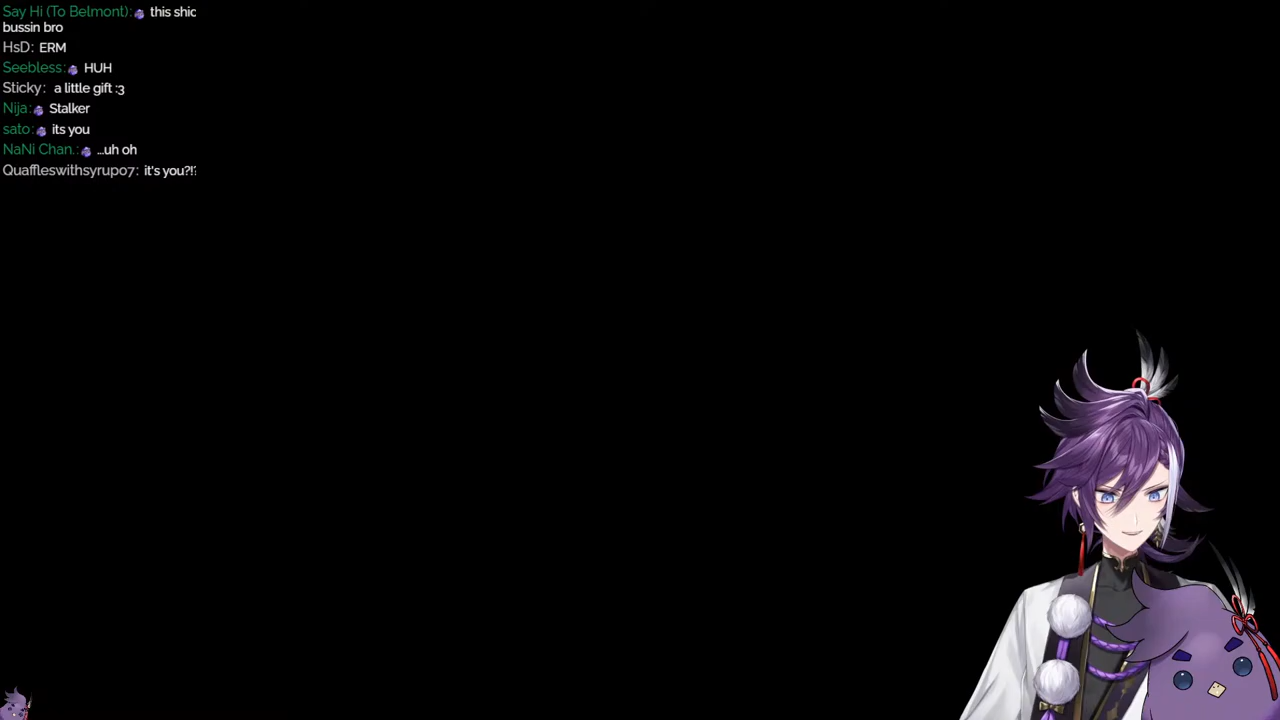 Say Hi (To Belmont): this shic
bussin bro
HsD: ERM
Seebless: HUH
Sticky: a little gift :3
Nija: Stalker
sato: its you
NaNi Chan.: ...uh oh
Quaffleswithsyrup07: it's you?!?